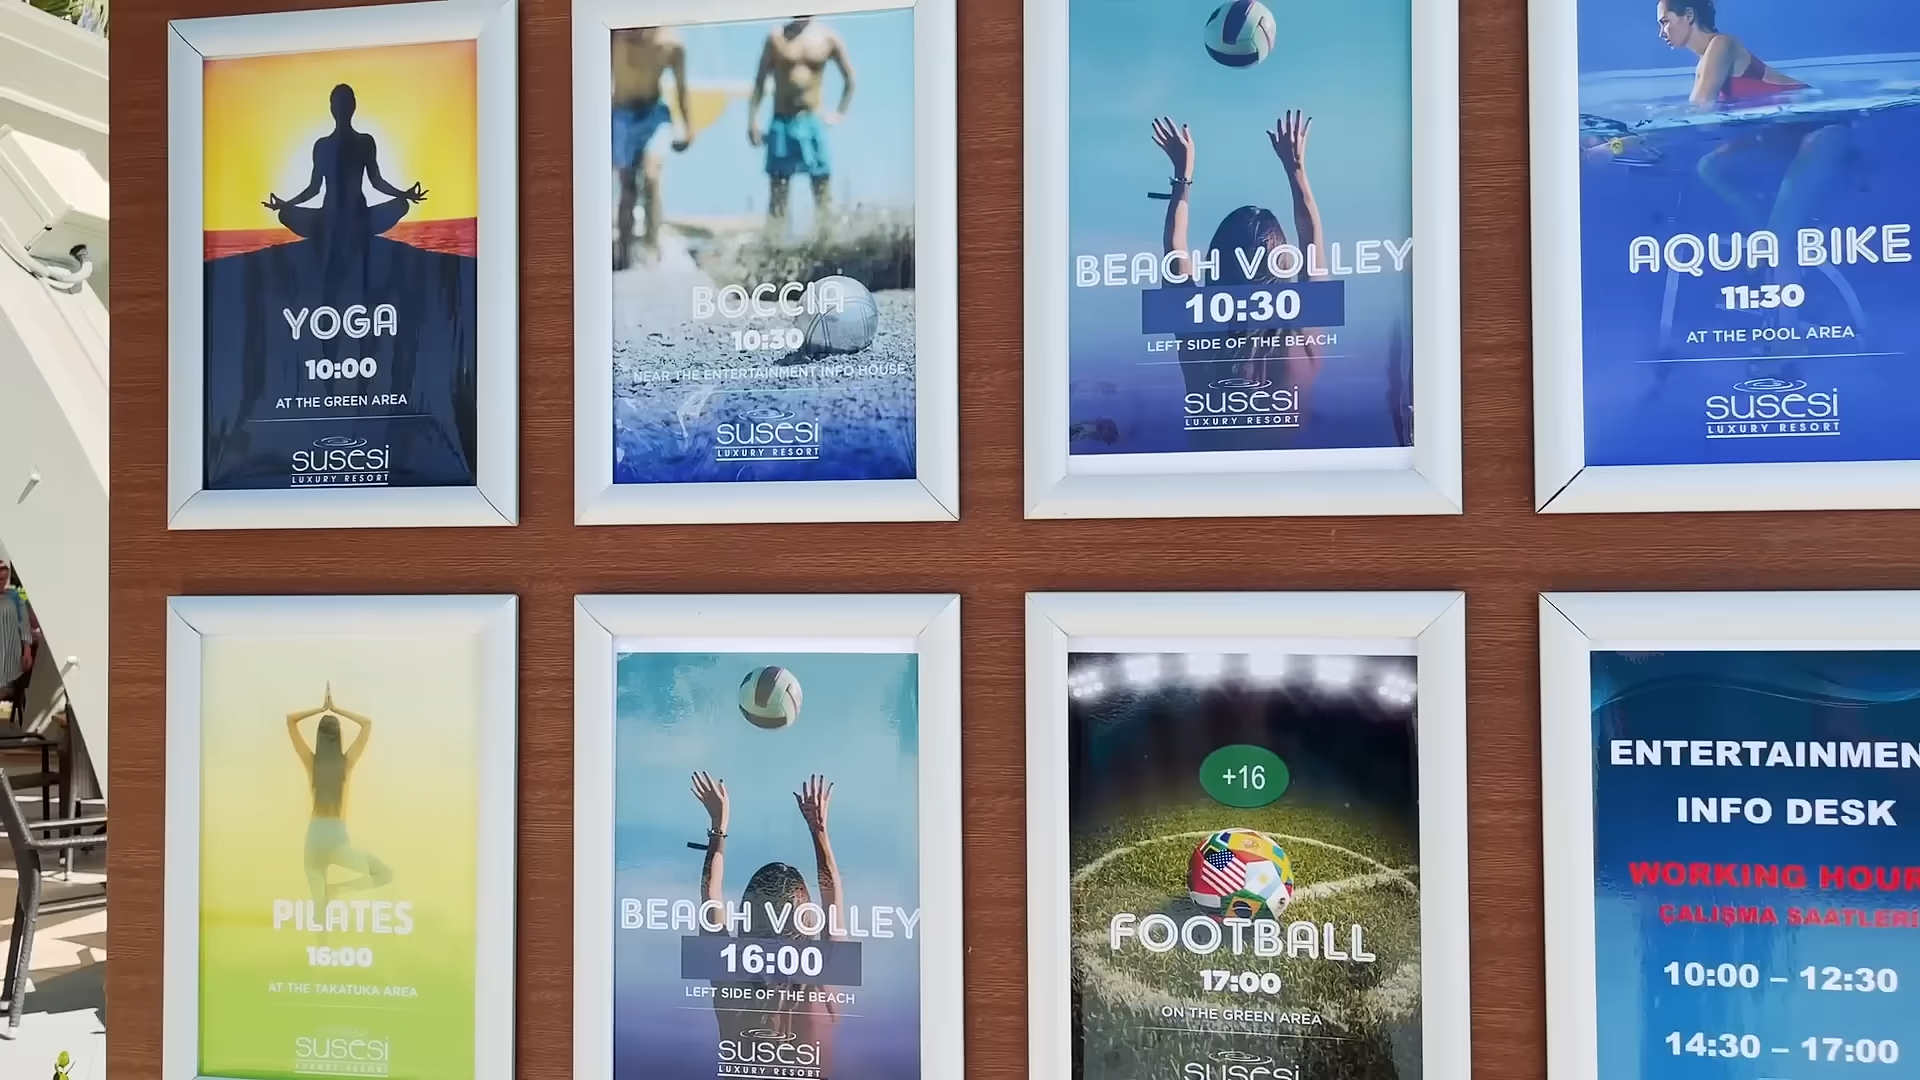 YOGA
10:00
AT THE GREEN AREA
susesi
LUXURY RESORT
BOCCIA
10:30
NEAR THE ENTERTAINMENT INFO HOUSE
susesi
LUXURY RESORT
BEACH VOLLEY
10:30
LEFT SIDE OF THE BEACH
susesi
LUXURY RESORT
AQUA BIKE
11:30
AT THE POOL AREA
susesi
LUXURY RESORT
PILATES
16:00
AT THE TAKATUKA AREA
susesi
LUXURY RESORT
BEACH VOLLEY
16:00
LEFT SIDE OF THE BEACH
susesi
LUXURY RESORT
+16
FOOTBALL
17:00
ON THE GREEN AREA
susesi
ENTERTAINMEN
INFO DESK
WORKING HOUR
ÇALIŞMA SAATLERİ
10:00 – 12:30
14:30 – 17:00